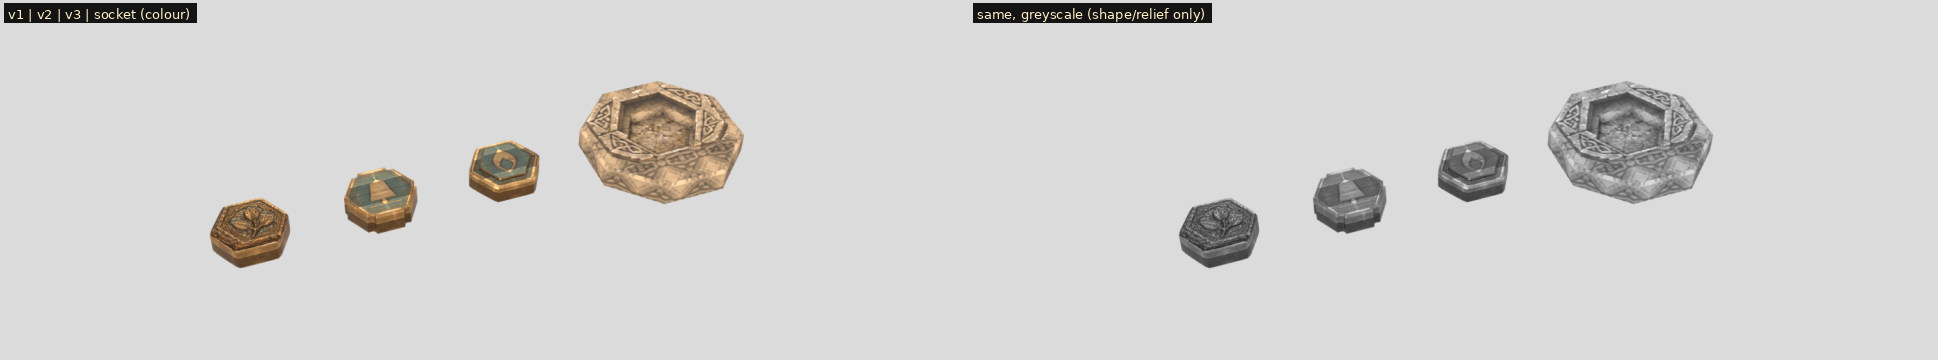 v1 | v2 | v3 | socket (colour)
same, greyscale (shape/relief only)